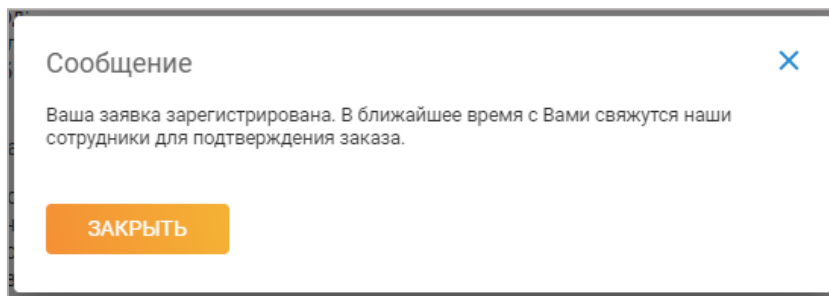 Сообщение
Ваша заявка зарегистрирована. В ближайшее время с Вами свяжутся наши
сотрудники для подтверждения заказа.
ЗАКРЫТЬ